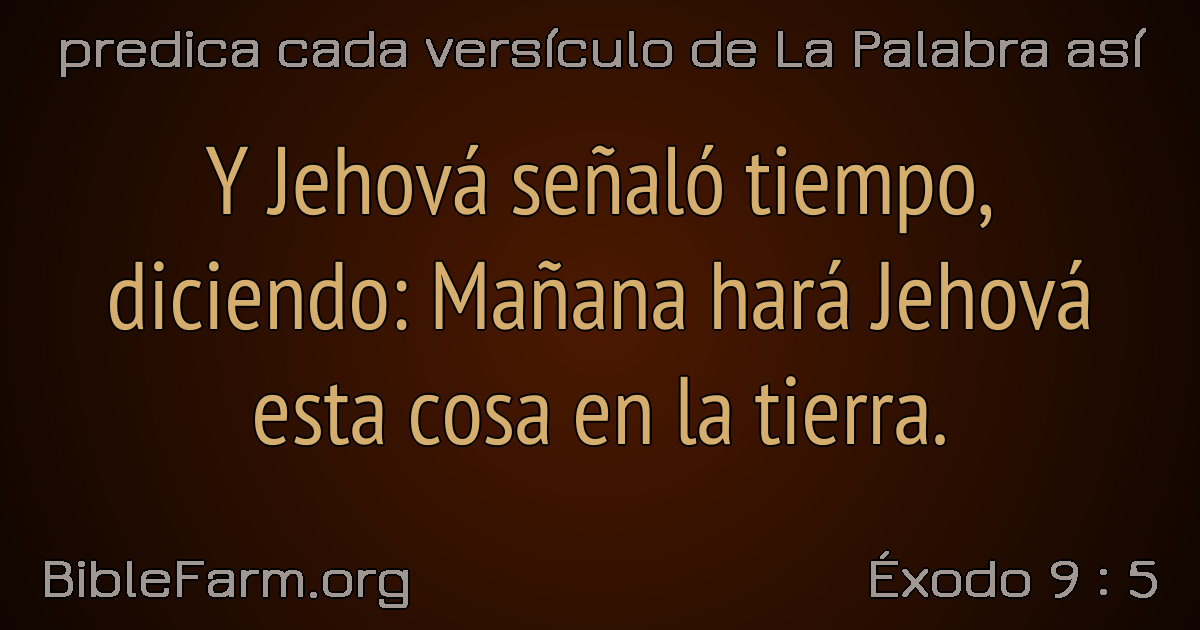 predica cada versículo de La Palabra así
Y Jehová señaló tiempo,
diciendo: Mañana hará Jehová
esta cosa en la tierra.
BibleFarm.org
Éxodo 9 : 5